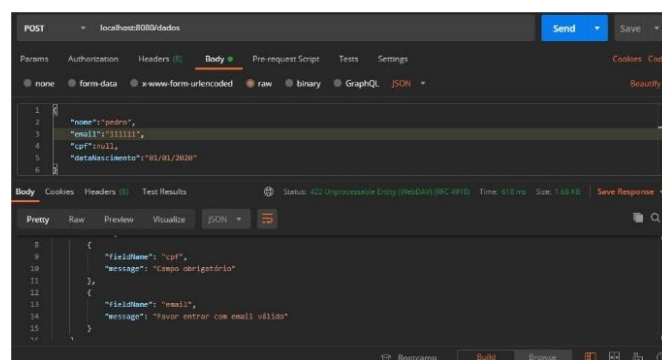 POST localhost:8080/dados Send Save
Params Authorization Headers (8) Body Pre-request Script Tests Settings Cookies Cod
none form-data x-www-form-urlencoded raw binary GraphQL JSON Beautify
1 {
2 "nome":"pedro",
3 "email":"111111",
4 "cpf":null,
5 "dataNascimento":"01/01/2020"
6 }
Body Cookies Headers Test Results Status: 422 Unprocessable Entity (WebDAV) (RFC 4918) Time: 618 ms Size: 1.68 KB Save Response
Pretty Raw Preview Visualize JSON
8 {
9 "fieldName": "cpf",
10 "message": "Campo obrigatório"
11 },
12 {
13 "fieldName": "email",
14 "message": "Favor entrar com email válido"
15 }
Bootcamp Build Browse